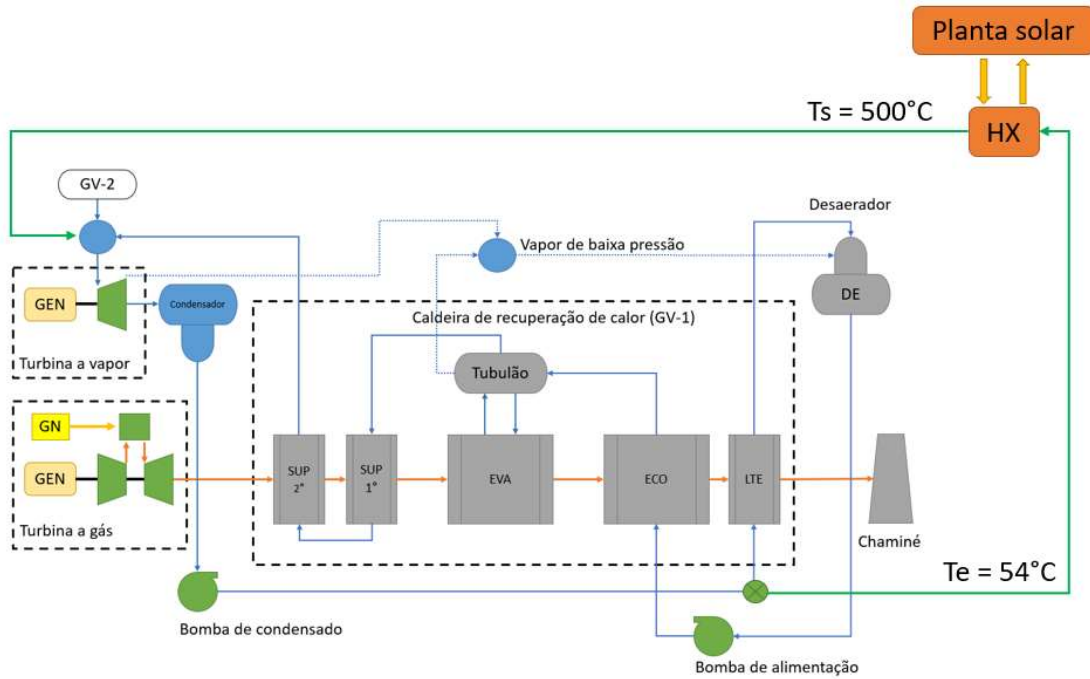 Planta solar
Ts = 500°C
HX
GV-2
Desaerador
Vapor de baixa pressão
GEN
Condensador
DE
Caldeira de recuperação de calor (GV-1)
Turbina a vapor
Tubulão
GN
GEN
SUP
2°
SUP
1°
EVA
ECO
LTE
Turbina a gás
Chaminé
Te = 54°C
Bomba de condensado
Bomba de alimentação